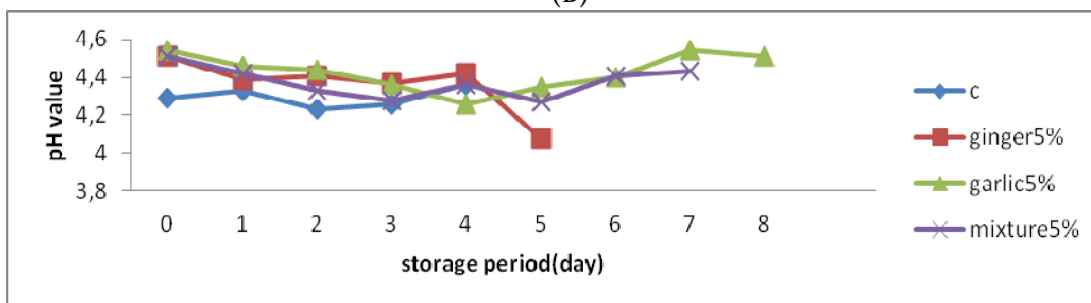 (B)
4,6
4,4
4,2
4
3,8
pH value
0 1 2 3 4 5 6 7 8
storage period(day)
c
ginger5%
garlic5%
mixture5%